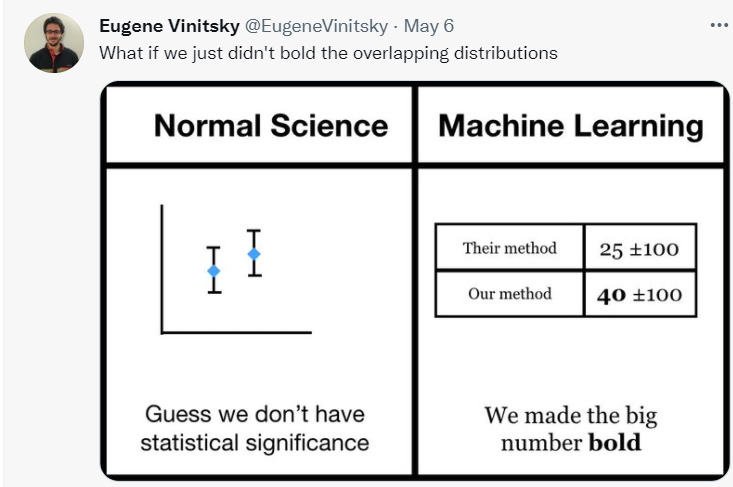 Eugene Vinitsky @EugeneVinitsky · May 6
What if we just didn't bold the overlapping distributions
Normal Science
Machine Learning
Guess we don't have
statistical significance
Their method 25 ±100
Our method 40 ±100
We made the big
number bold